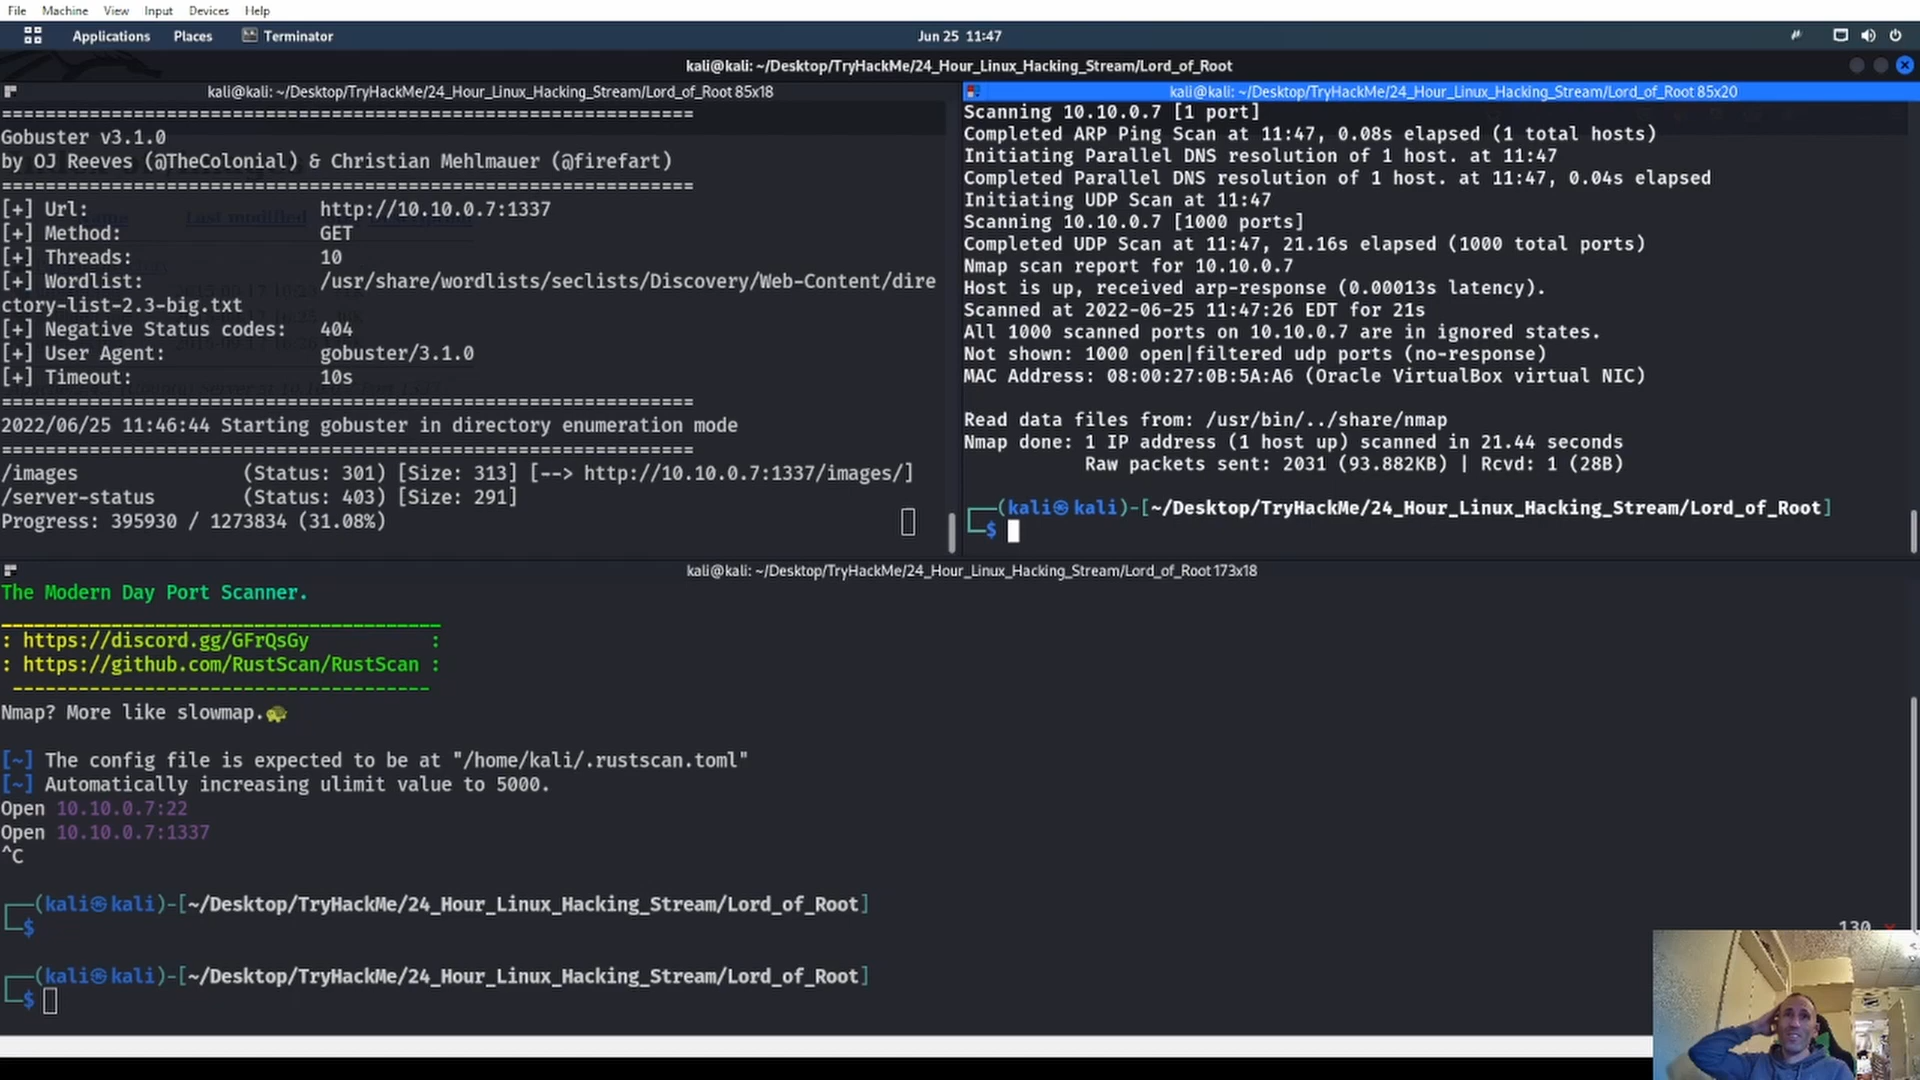 File Machine View Input Devices Help
Applications Places Terminator Jun 25 11:47
kali@kali: ~/Desktop/TryHackMe/24_Hour_Linux_Hacking_Stream/Lord_of_Root
kali@kali: ~/Desktop/TryHackMe/24_Hour_Linux_Hacking_Stream/Lord_of_Root 85x18
===============================================================
Gobuster v3.1.0
by OJ Reeves (@TheColonial) & Christian Mehlmauer (@firefart)
===============================================================
[+] Url: http://10.10.0.7:1337
[+] Method: GET
[+] Threads: 10
[+] Wordlist: /usr/share/wordlists/seclists/Discovery/Web-Content/dire
ctory-list-2.3-big.txt
[+] Negative Status codes: 404
[+] User Agent: gobuster/3.1.0
[+] Timeout: 10s
===============================================================
2022/06/25 11:46:44 Starting gobuster in directory enumeration mode
===============================================================
/images (Status: 301) [Size: 313] [--> http://10.10.0.7:1337/images/]
/server-status (Status: 403) [Size: 291]
Progress: 395930 / 1273834 (31.08%)
kali@kali: ~/Desktop/TryHackMe/24_Hour_Linux_Hacking_Stream/Lord_of_Root 85x20
Scanning 10.10.0.7 [1 port]
Completed ARP Ping Scan at 11:47, 0.08s elapsed (1 total hosts)
Initiating Parallel DNS resolution of 1 host. at 11:47
Completed Parallel DNS resolution of 1 host. at 11:47, 0.04s elapsed
Initiating UDP Scan at 11:47
Scanning 10.10.0.7 [1000 ports]
Completed UDP Scan at 11:47, 21.16s elapsed (1000 total ports)
Nmap scan report for 10.10.0.7
Host is up, received arp-response (0.00013s latency).
Scanned at 2022-06-25 11:47:26 EDT for 21s
All 1000 scanned ports on 10.10.0.7 are in ignored states.
Not shown: 1000 open|filtered udp ports (no-response)
MAC Address: 08:00:27:0B:5A:A6 (Oracle VirtualBox virtual NIC)
Read data files from: /usr/bin/../share/nmap
Nmap done: 1 IP address (1 host up) scanned in 21.44 seconds
Raw packets sent: 2031 (93.882KB) | Rcvd: 1 (28B)
(kali㉿kali)-[~/Desktop/TryHackMe/24_Hour_Linux_Hacking_Stream/Lord_of_Root]
$
kali@kali: ~/Desktop/TryHackMe/24_Hour_Linux_Hacking_Stream/Lord_of_Root 173x18
The Modern Day Port Scanner.
________________________________________
: https://discord.gg/GFrQsGy :
: https://github.com/RustScan/RustScan :
--------------------------------------
Nmap? More like slowmap.🐢
[~] The config file is expected to be at "/home/kali/.rustscan.toml"
[~] Automatically increasing ulimit value to 5000.
Open 10.10.0.7:22
Open 10.10.0.7:1337
^C
(kali㉿kali)-[~/Desktop/TryHackMe/24_Hour_Linux_Hacking_Stream/Lord_of_Root]
$ 130
(kali㉿kali)-[~/Desktop/TryHackMe/24_Hour_Linux_Hacking_Stream/Lord_of_Root]
$